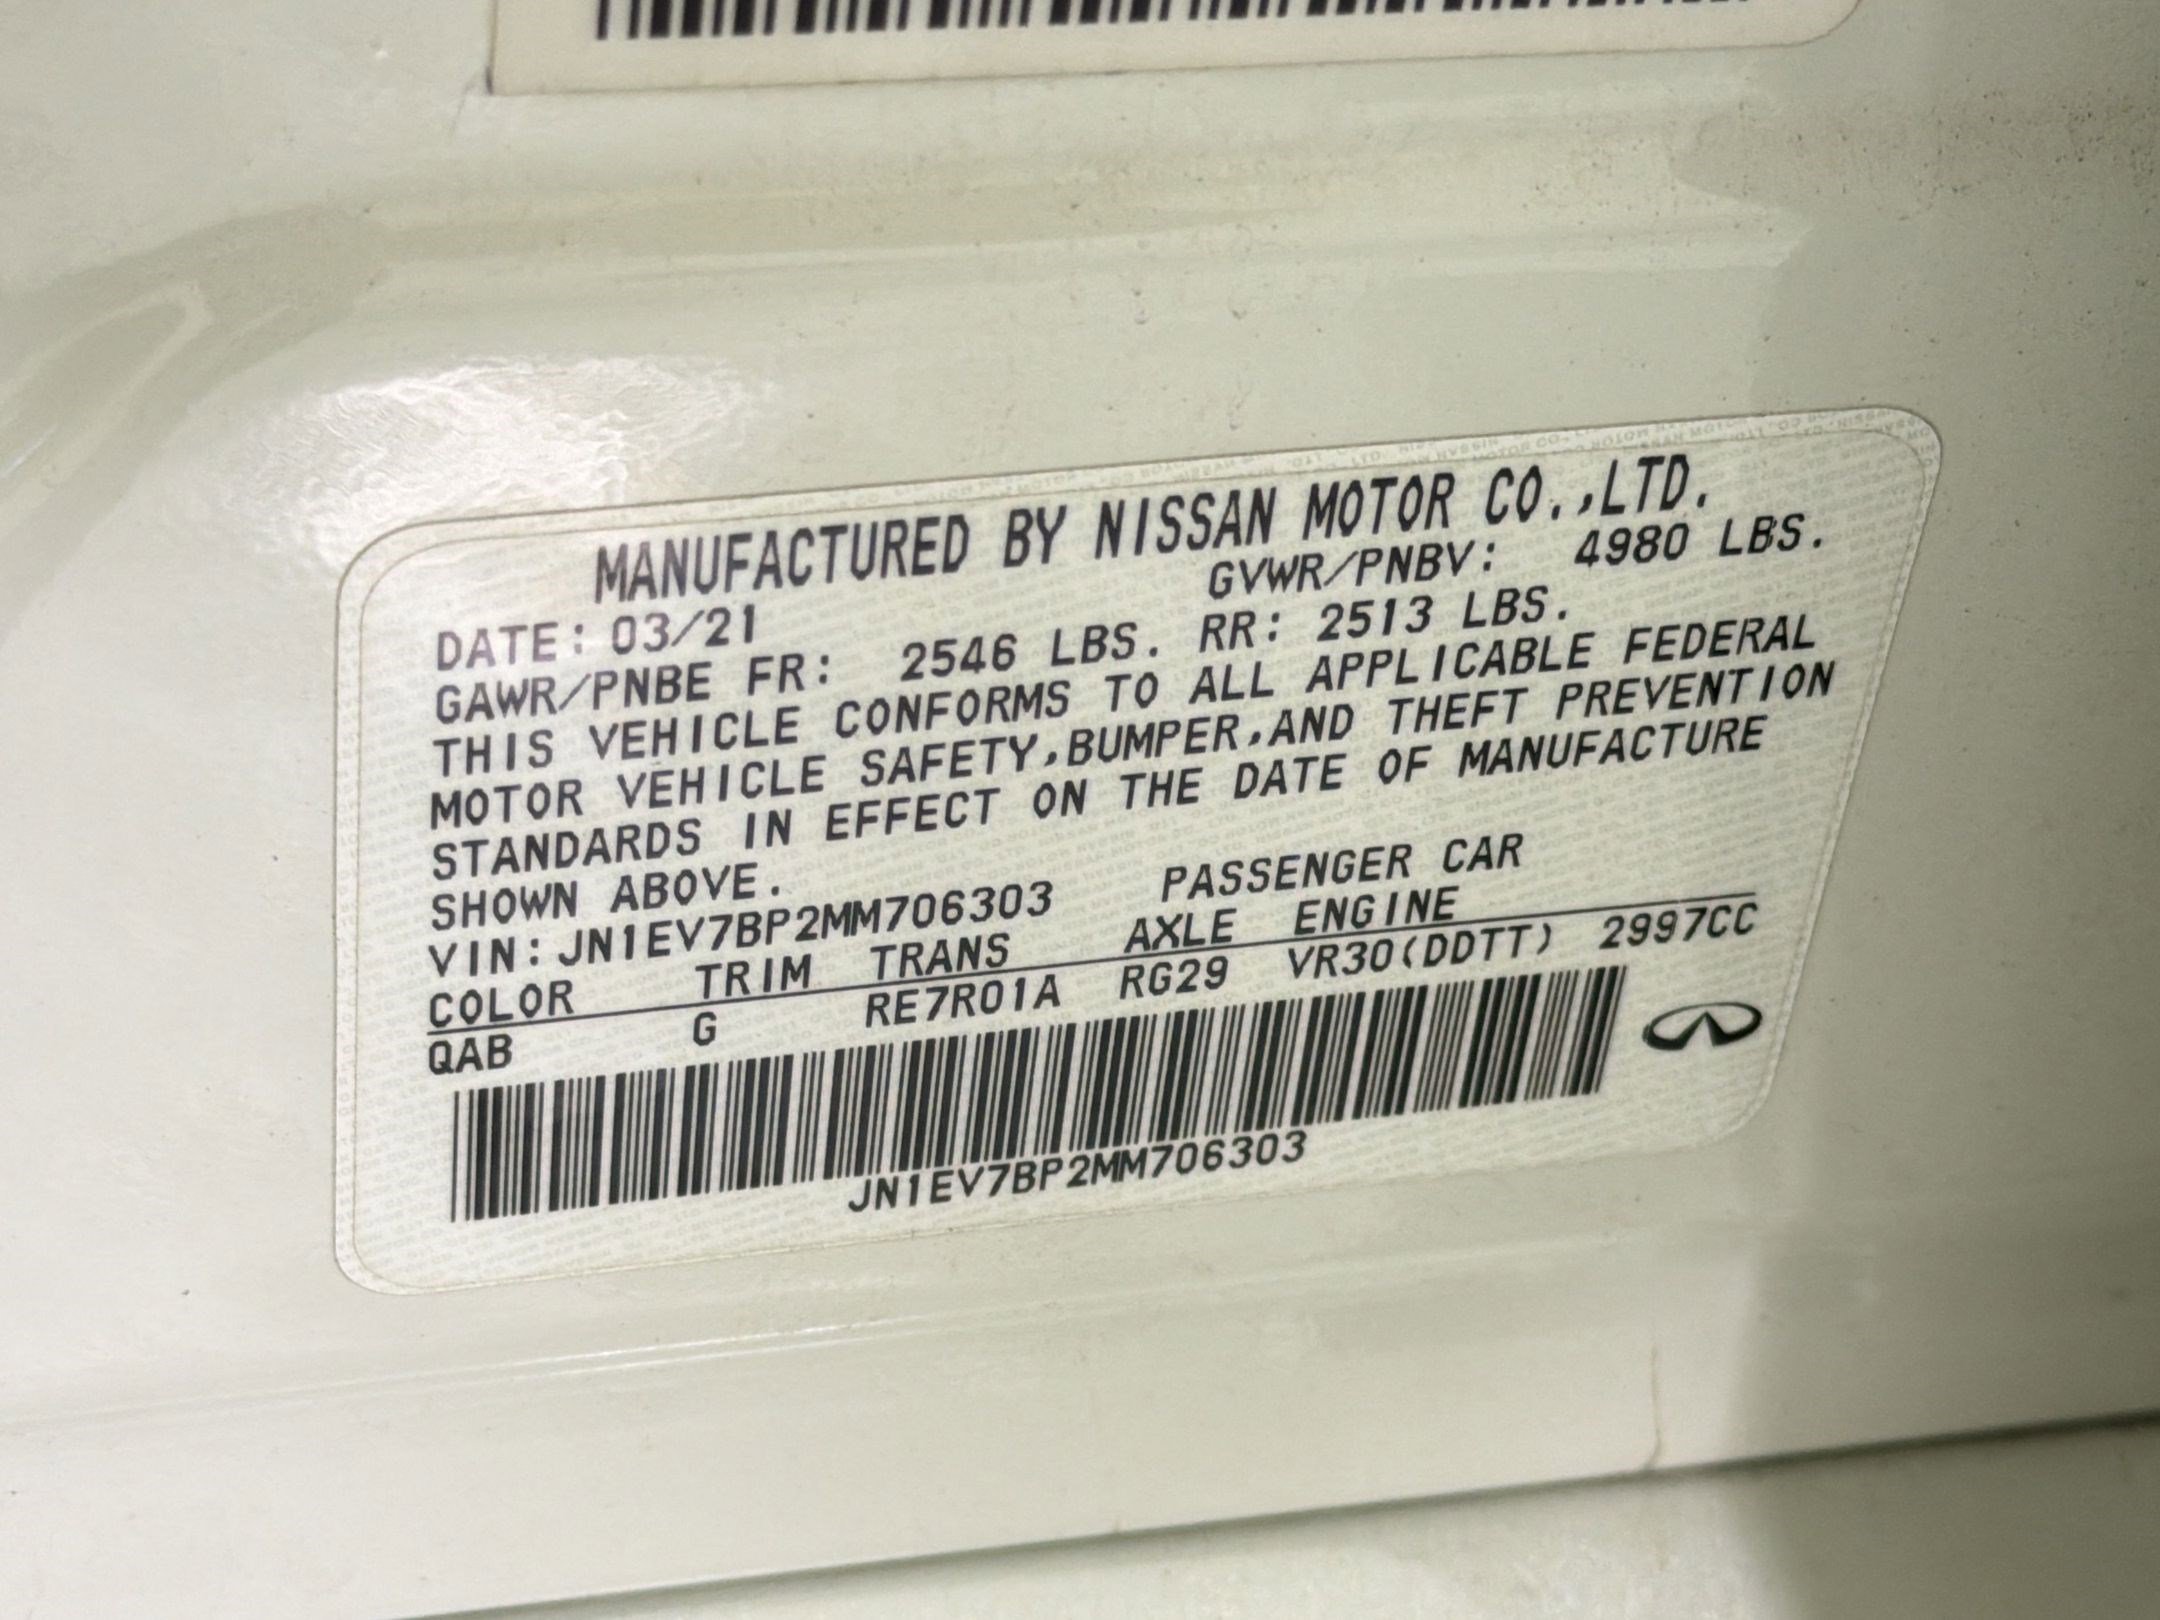 MANUFACTURED BY NISSAN MOTOR CO.,LTD.
DATE: 03/21 GVWR/PNBV: 4980 LBS.
GAWR/PNBE FR: 2546 LBS. RR: 2513 LBS.
THIS VEHICLE CONFORMS TO ALL APPLICABLE FEDERAL
MOTOR VEHICLE SAFETY,BUMPER,AND THEFT PREVENTION
STANDARDS IN EFFECT ON THE DATE OF MANUFACTURE
SHOWN ABOVE.
VIN: JN1EV7BP2MM706303 PASSENGER CAR
COLOR TRIM TRANS AXLE ENGINE
QAB G RE7R01A RG29 VR30(DDTT) 2997CC
JN1EV7BP2MM706303